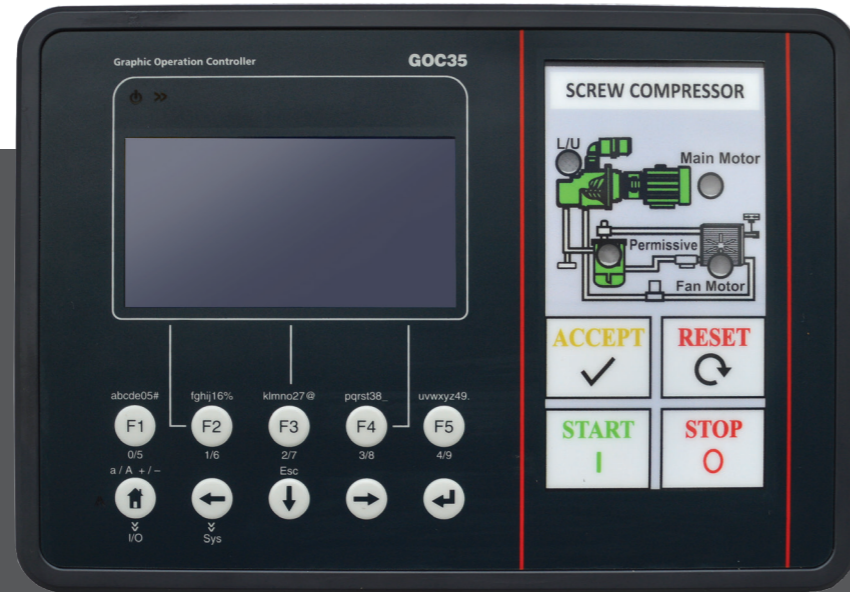 Graphic Operation Controller
GOC35
SCREW COMPRESSOR
L/U
Main Motor
Permissive
Fan Motor
ACCEPT
RESET
START
STOP
abcde05#
fghij16%
klmno27@
pqrst38_
uvwxyz49.
F1
F2
F3
F4
F5
0/5
1/6
2/7
3/8
4/9
a / A + / –
Esc
I/O
Sys